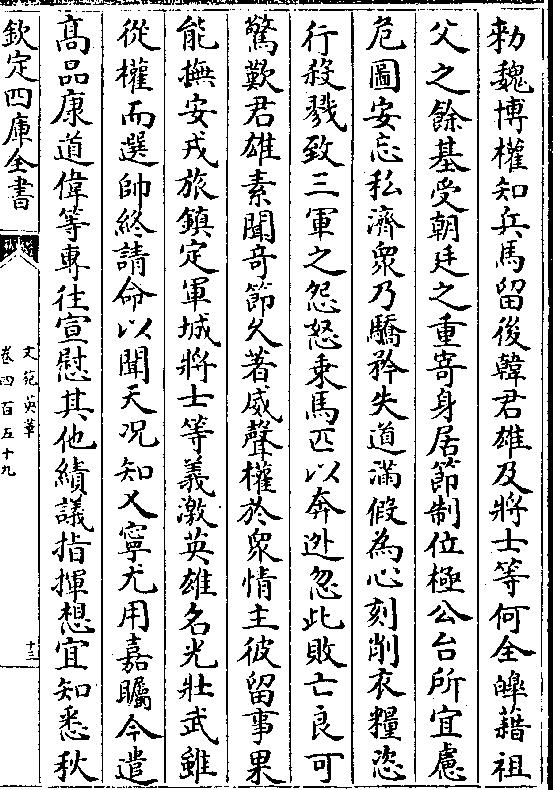 勅魏博權知兵馬留後韓君雄及將士等何全皥藉祖
父之餘基受朝廷之重寄身居節制位極公台所宜慮
危圖安忘私濟衆乃驕矜失道滿假為心刻削衣糧恣
行殺戮致三軍之怨怒乗馬匹以奔迯忽此敗亡良可
驚歎君雄素聞竒節久著威聲權於衆情主彼留事果
能撫安戎旅鎮定軍城將士等義激英雄名光壯武雖
從權而選帥終請命以聞天况知乂寧尤用嘉矚今遣
高品康道偉等專往宣慰其他續議指揮想宜知悉秋
欽定四庫全書
文苑英華
卷四百五十九
十三